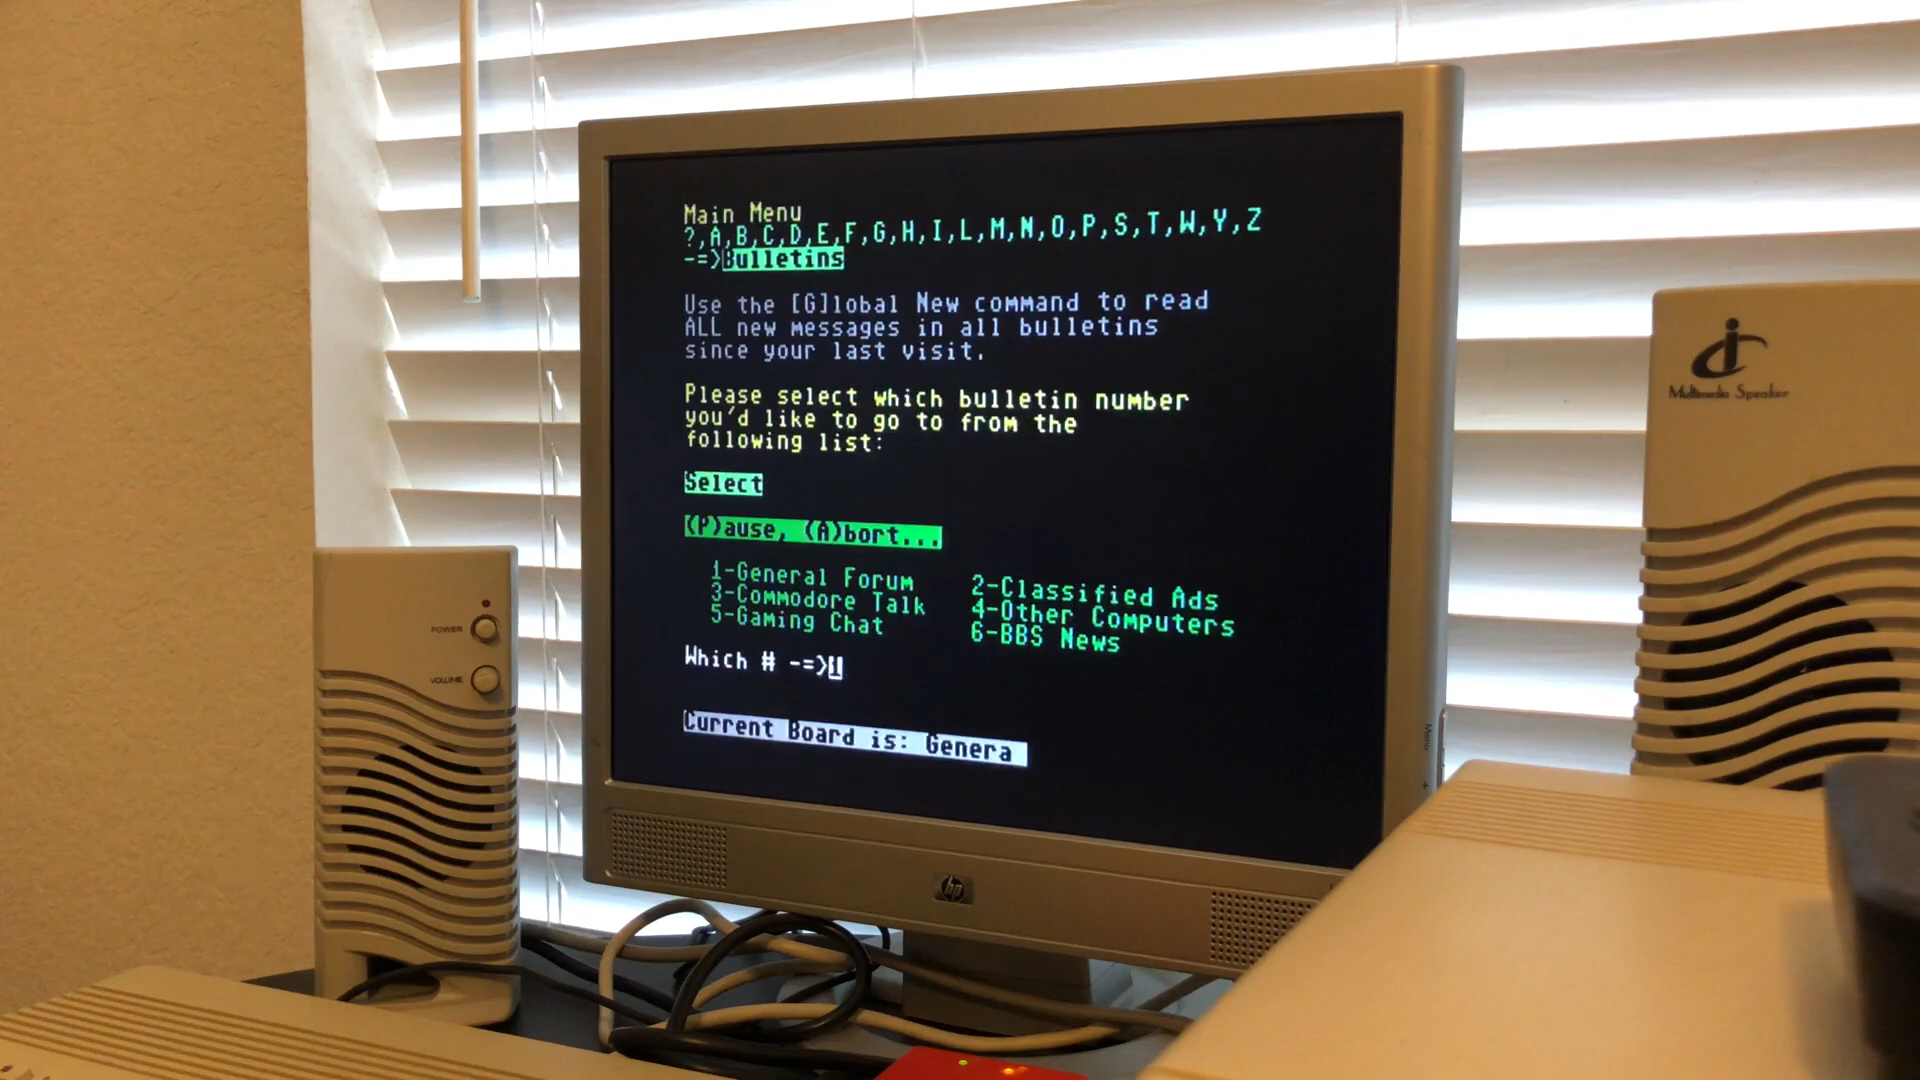 Main Menu
?,A,B,C,D,E,F,G,H,I,L,M,N,O,P,S,T,W,Y,Z
-=>Bulletins
Use the [G]lobal New command to read
ALL new messages in all bulletins
since your last visit.
Please select which bulletin number
you'd like to go to from the
following list:
Select
(P)ause, (A)bort...
1-General Forum 2-Classified Ads
3-Commodore Talk 4-Other Computers
5-Gaming Chat 6-BBS News
Which # -=>1
Current Board is: Genera
hp
Menu
POWER
VOLUME
Multimedia Speaker